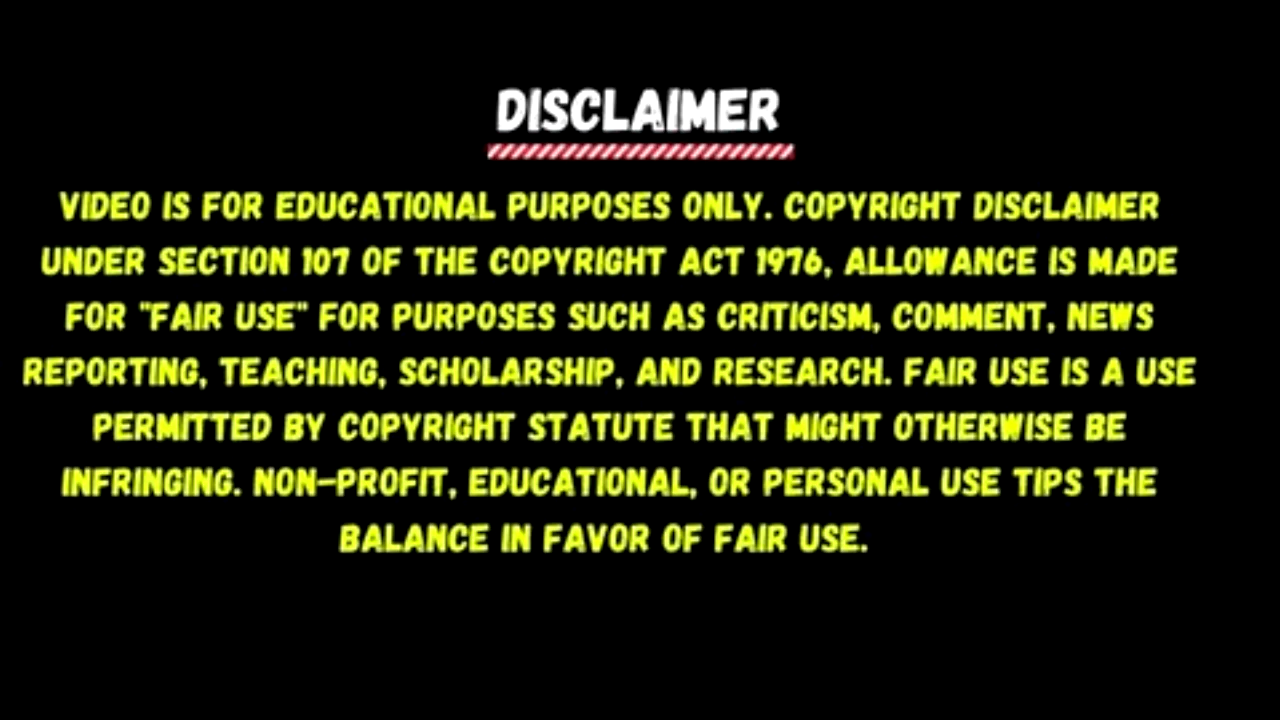 DISCLAIMER
VIDEO IS FOR EDUCATIONAL PURPOSES ONLY. COPYRIGHT DISCLAIMER
UNDER SECTION 107 OF THE COPYRIGHT ACT 1976, ALLOWANCE IS MADE
FOR "FAIR USE" FOR PURPOSES SUCH AS CRITICISM, COMMENT, NEWS
REPORTING, TEACHING, SCHOLARSHIP, AND RESEARCH. FAIR USE IS A USE
PERMITTED BY COPYRIGHT STATUTE THAT MIGHT OTHERWISE BE
INFRINGING. NON-PROFIT, EDUCATIONAL, OR PERSONAL USE TIPS THE
BALANCE IN FAVOR OF FAIR USE.